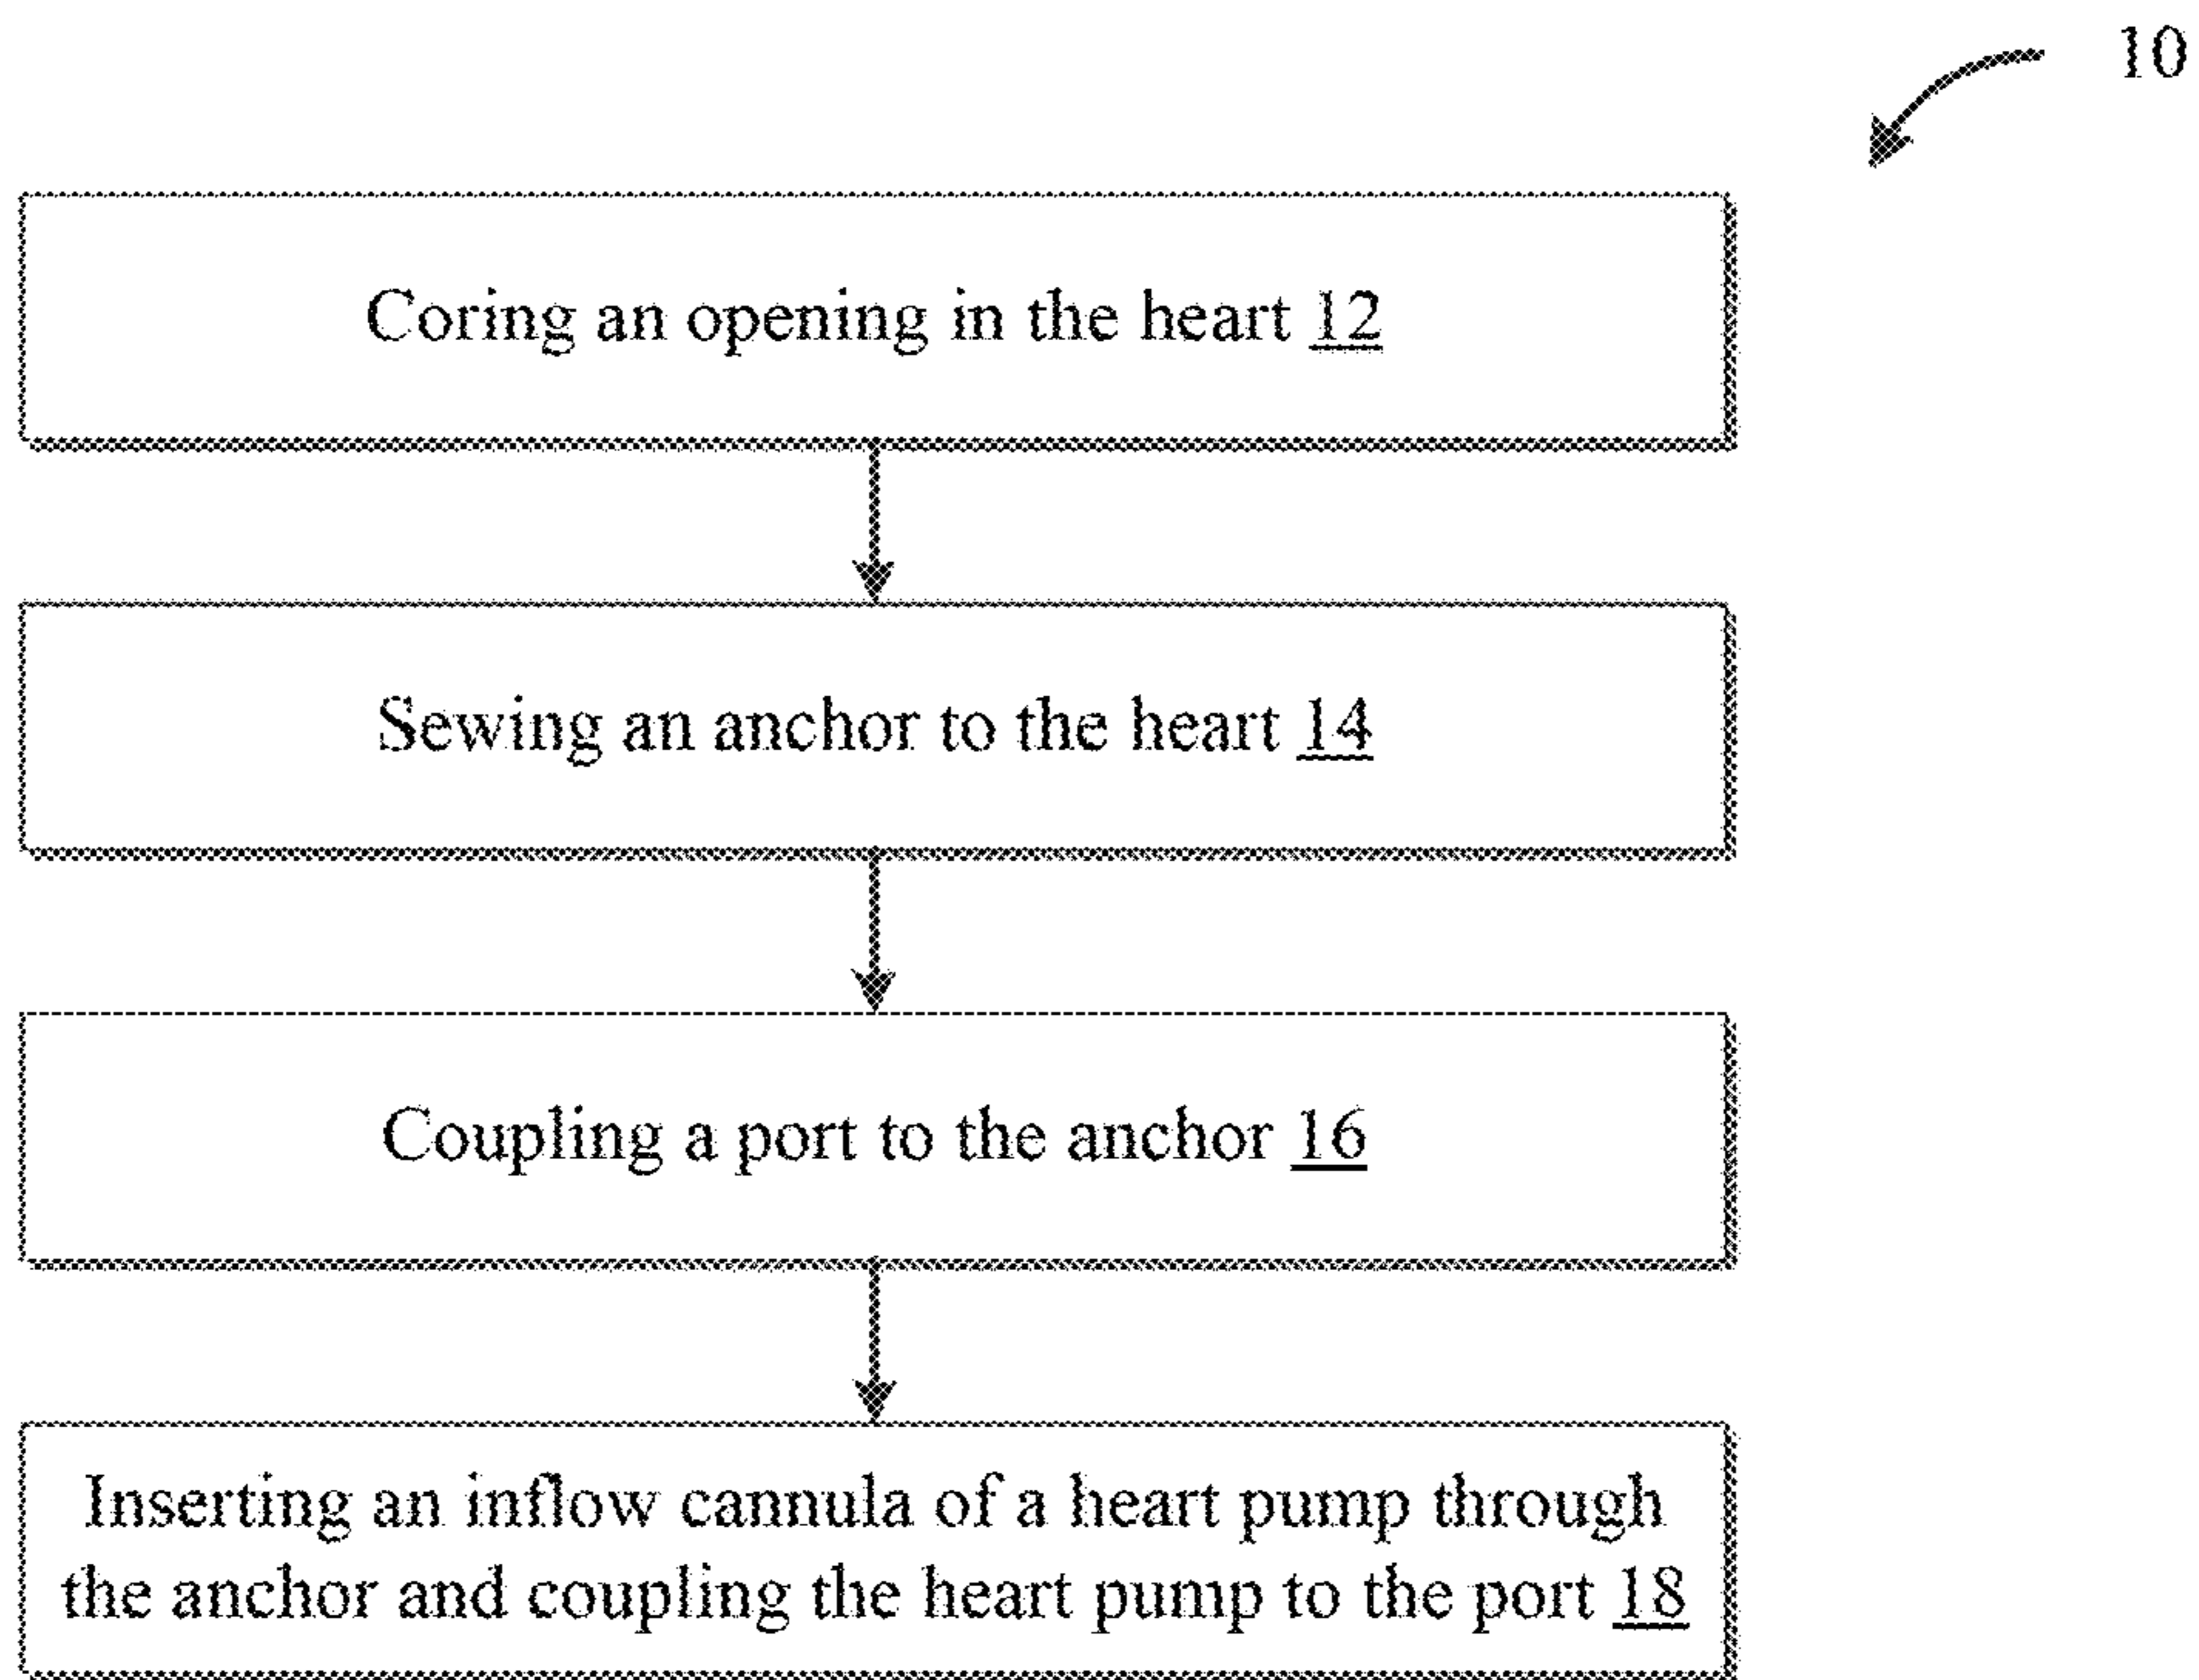 10
Coring an opening in the heart 12
Sewing an anchor to the heart 14
Coupling a port to the anchor 16
Inserting an inflow cannula of a heart pump through
the anchor and coupling the heart pump to the port 18